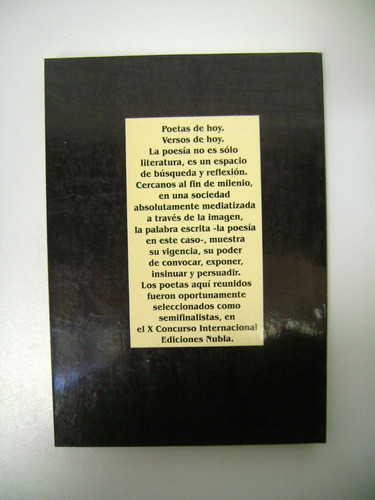 Poetas de hoy.
Versos de hoy.
La poesía no es sólo
literatura, es un espacio
de búsqueda y reflexión.
Cercanos al fin de milenio,
en una sociedad
absolutamente mediatizada
a través de la imagen,
la palabra escrita -la poesía
en este caso-, muestra
su vigencia, su poder
de convocar, exponer,
insinuar y persuadir.
Los poetas aquí reunidos
fueron oportunamente
seleccionados como
semifinalistas, en
el X Concurso Internacional
Ediciones Nubla.